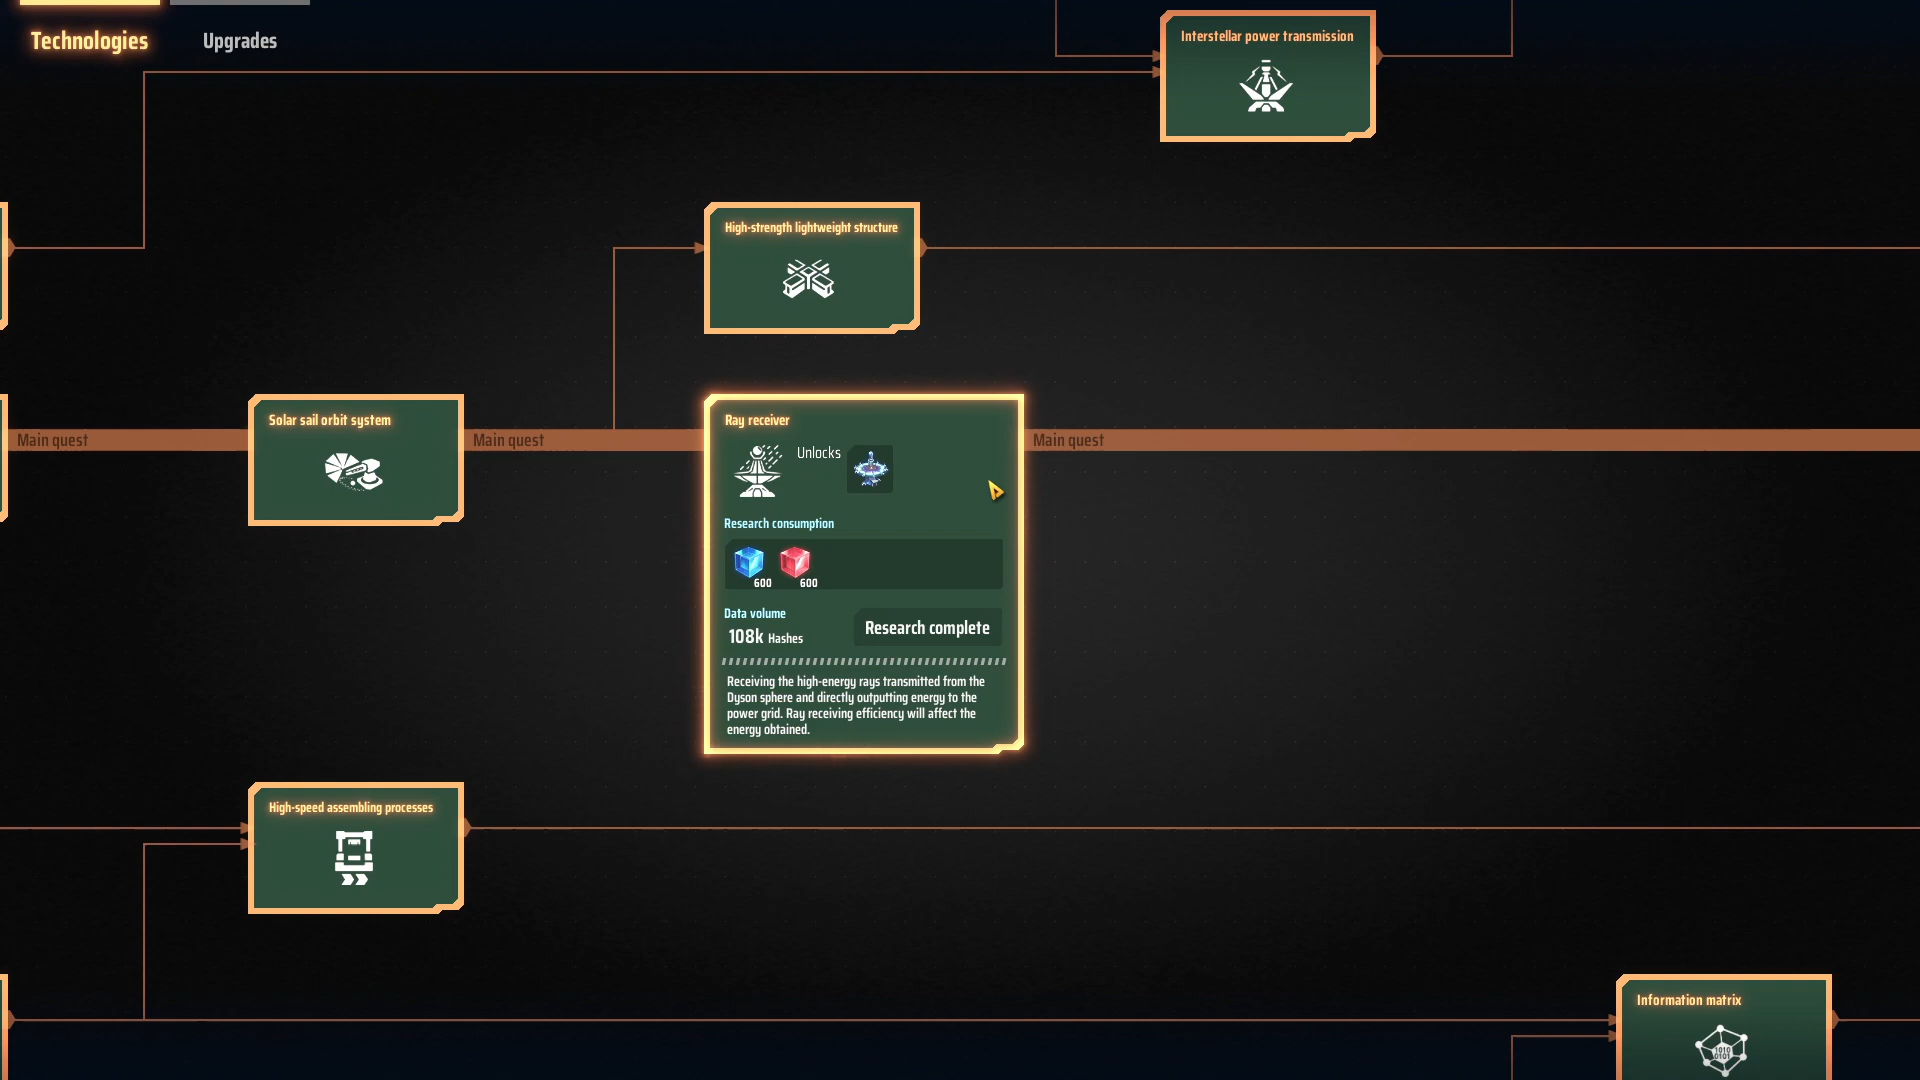 Technologies
Upgrades
Interstellar power transmission
High-strength lightweight structure
Main quest
Solar sail orbit system
Main quest
Ray receiver
Unlocks
Main quest
Research consumption
600
600
Data volume
108k Hashes
Research complete
Receiving the high-energy rays transmitted from the
Dyson sphere and directly outputting energy to the
power grid. Ray receiving efficiency will affect the
energy obtained.
High-speed assembling processes
Information matrix
1010
0101